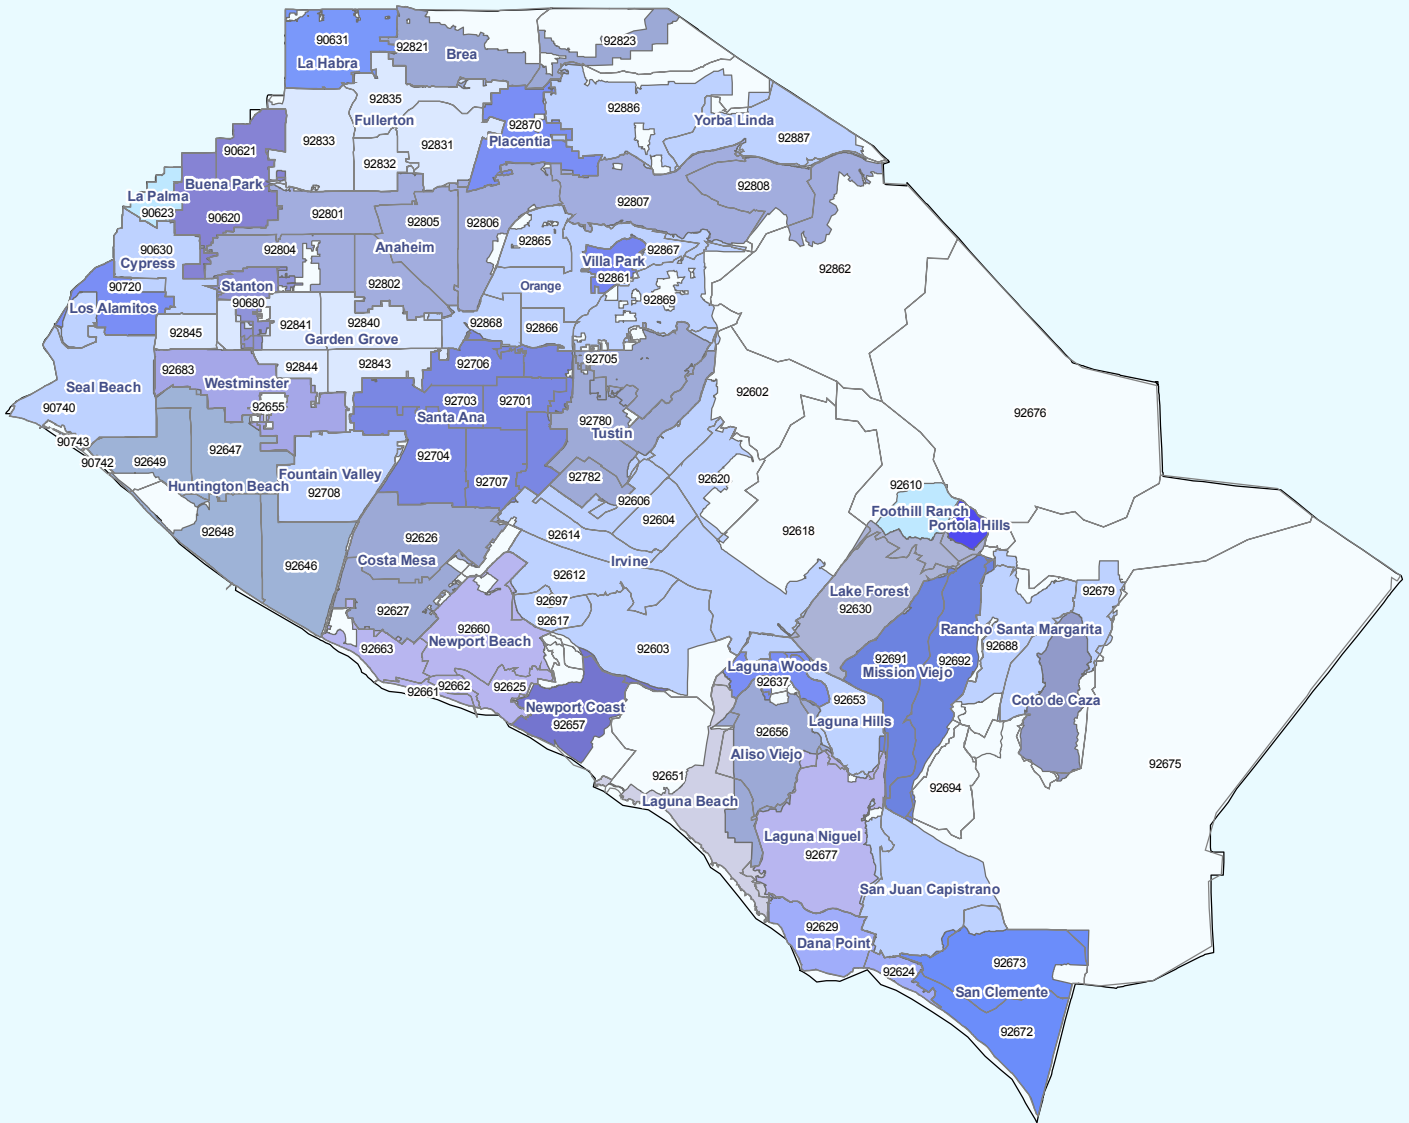 90631
La Habra
92821
Brea
92823
92835
Fullerton
92833
92832
92831
92870
Placentia
92886
Yorba Linda
92887
90621
Buena Park
90620
La Palma
90623
92801
92805
92806
92807
92808
Anaheim
92804
92802
90630
Cypress
90720
Los Alamitos
Stanton
90680
92865
Villa Park
92867
92861
Orange
92869
92862
92868
92866
92845
92841
92840
Garden Grove
92844
92843
92683
Westminster
92655
Seal Beach
90740
90743
90742
92706
92703
92701
Santa Ana
92704
92707
92705
92780
Tustin
92782
92602
92676
92649
92647
Huntington Beach
92648
92646
Fountain Valley
92708
92620
92606
92604
92614
Irvine
92618
92610
Foothill Ranch
Portola Hills
92626
Costa Mesa
92627
92612
92697
92617
92603
Lake Forest
92630
92679
Rancho Santa Margarita
92688
92660
Newport Beach
92663
92661
92662
92625
Newport Coast
92657
Laguna Woods
92637
92653
Laguna Hills
92691
92692
Mission Viejo
Coto de Caza
92656
Aliso Viejo
92651
Laguna Beach
92694
92675
Laguna Niguel
92677
San Juan Capistrano
92629
Dana Point
92624
92673
San Clemente
92672